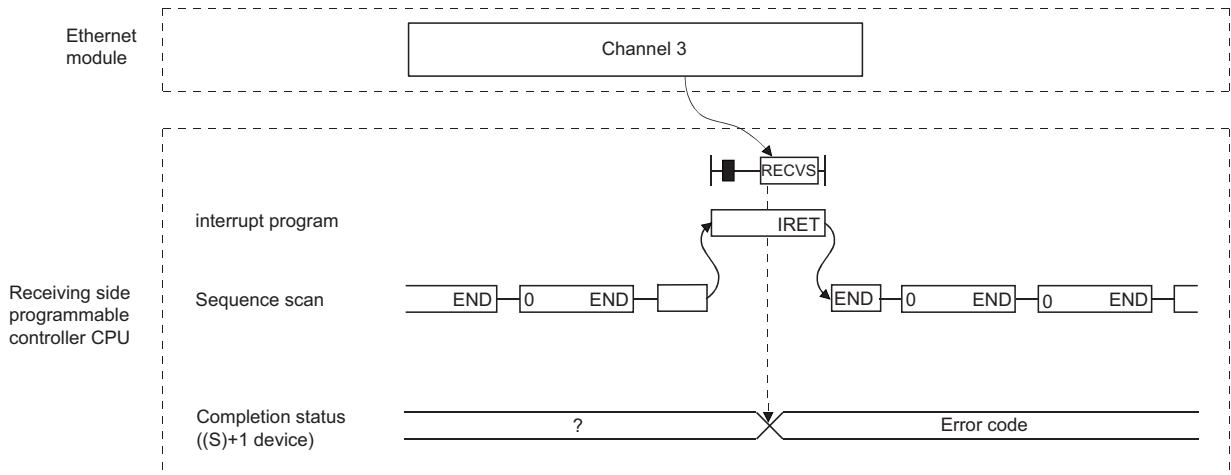 Ethernet
module
Channel 3
RECVS
interrupt program
IRET
Receiving side
programmable
controller CPU
Sequence scan
END 0 END END 0 END 0 END
Completion status
((S)+1 device)
? Error code